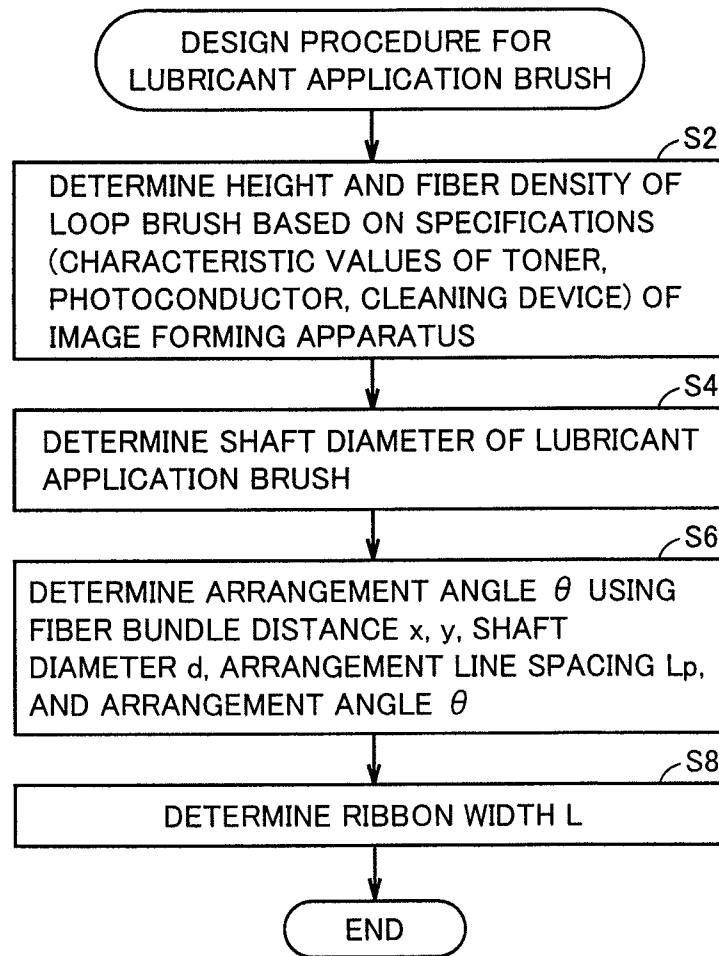 DESIGN PROCEDURE FOR
LUBRICANT APPLICATION BRUSH
S2
DETERMINE HEIGHT AND FIBER DENSITY OF
LOOP BRUSH BASED ON SPECIFICATIONS
(CHARACTERISTIC VALUES OF TONER,
PHOTOCONDUCTOR, CLEANING DEVICE) OF
IMAGE FORMING APPARATUS
S4
DETERMINE SHAFT DIAMETER OF LUBRICANT
APPLICATION BRUSH
S6
DETERMINE ARRANGEMENT ANGLE θ USING
FIBER BUNDLE DISTANCE x, y, SHAFT
DIAMETER d, ARRANGEMENT LINE SPACING Lp,
AND ARRANGEMENT ANGLE θ
S8
DETERMINE RIBBON WIDTH L
END